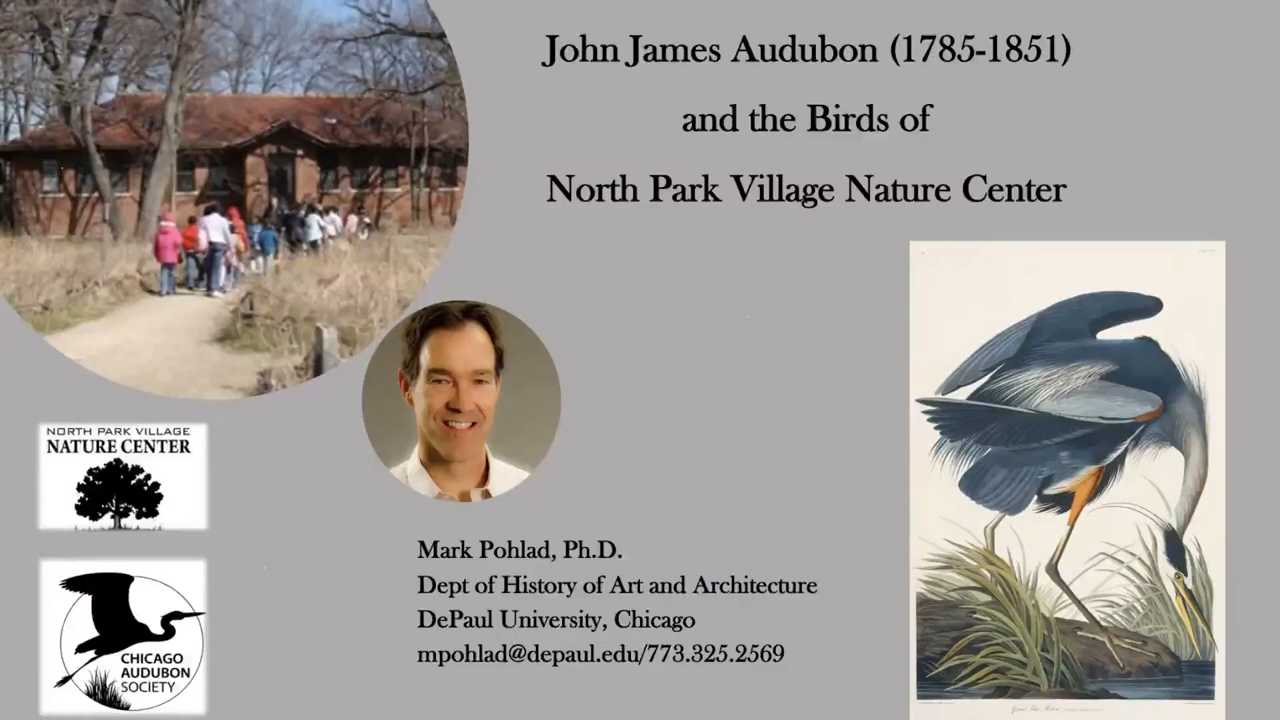 John James Audubon (1785-1851)
and the Birds of
North Park Village Nature Center
NORTH PARK VILLAGE
NATURE CENTER
CHICAGO
AUDUBON
SOCIETY
Mark Pohlad, Ph.D.
Dept of History of Art and Architecture
DePaul University, Chicago
mpohlad@depaul.edu/773.325.2569